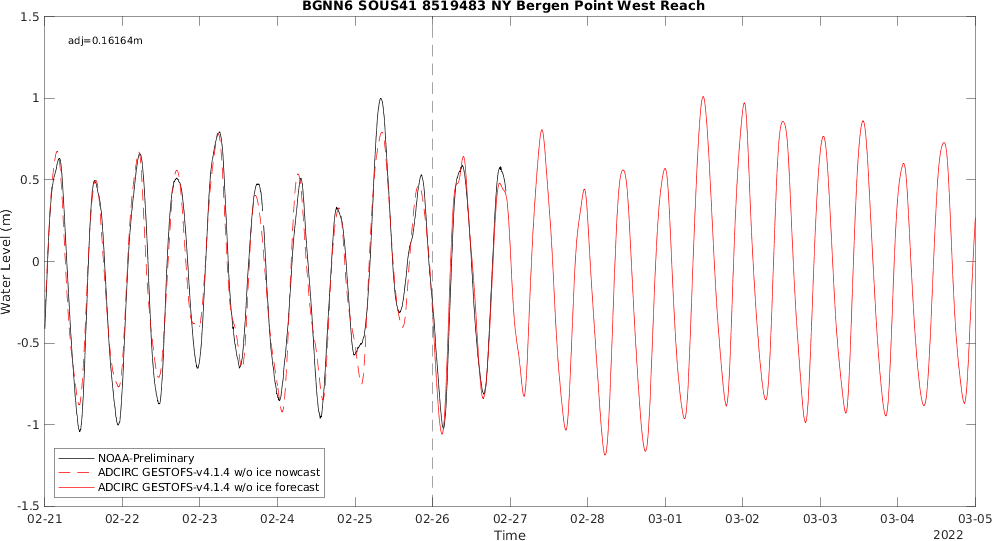 BGNN6 SOUS41 8519483 NY Bergen Point West Reach
adj=0.16164m
1.5
1
0.5
0
-0.5
-1
-1.5
Water Level (m)
NOAA-Preliminary
ADCIRC GESTOFS-v4.1.4 w/o ice nowcast
ADCIRC GESTOFS-v4.1.4 w/o ice forecast
02-21 02-22 02-23 02-24 02-25 02-26 02-27 02-28 03-01 03-02 03-03 03-04 03-05
Time
2022